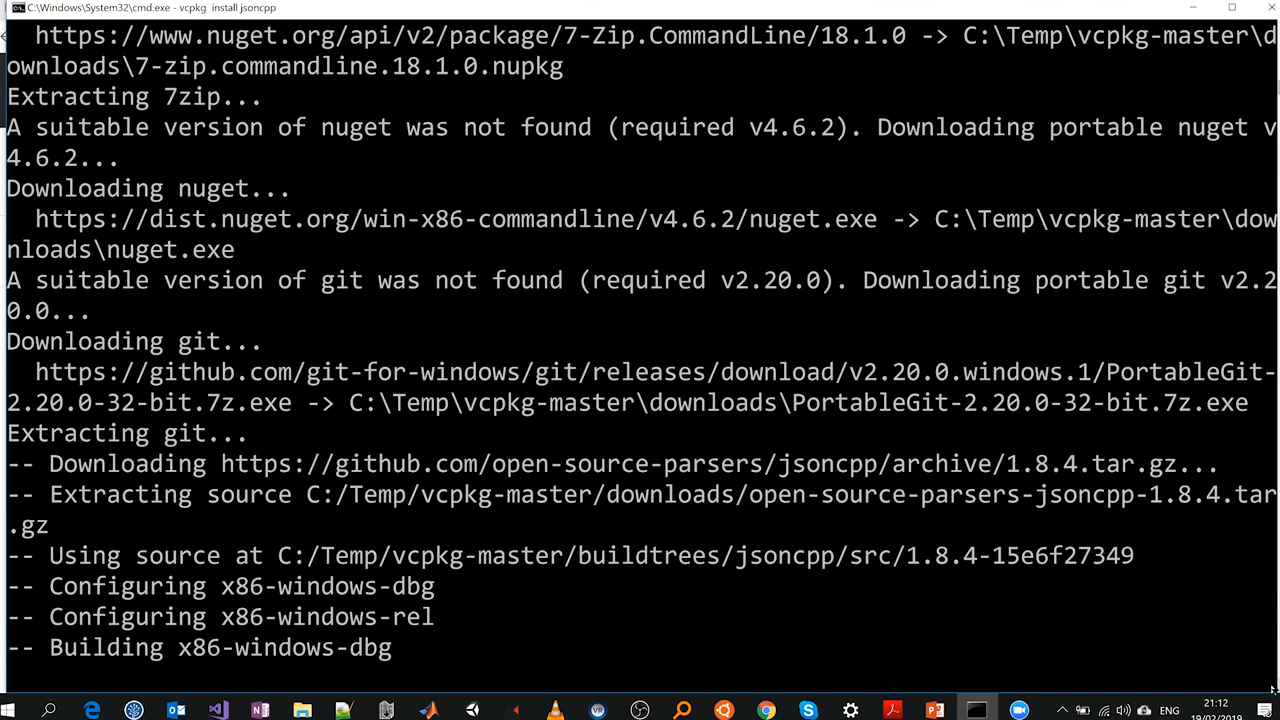 C:\Windows\System32\cmd.exe - vcpkg  install jsoncpp
https://www.nuget.org/api/v2/package/7-Zip.CommandLine/18.1.0 -> C:\Temp\vcpkg-master\d
ownloads\7-zip.commandline.18.1.0.nupkg
Extracting 7zip...
A suitable version of nuget was not found (required v4.6.2). Downloading portable nuget v
4.6.2...
Downloading nuget...
https://dist.nuget.org/win-x86-commandline/v4.6.2/nuget.exe -> C:\Temp\vcpkg-master\dow
nloads\nuget.exe
A suitable version of git was not found (required v2.20.0). Downloading portable git v2.2
0.0...
Downloading git...
https://github.com/git-for-windows/git/releases/download/v2.20.0.windows.1/PortableGit-
2.20.0-32-bit.7z.exe -> C:\Temp\vcpkg-master\downloads\PortableGit-2.20.0-32-bit.7z.exe
Extracting git...
-- Downloading https://github.com/open-source-parsers/jsoncpp/archive/1.8.4.tar.gz...
-- Extracting source C:/Temp/vcpkg-master/downloads/open-source-parsers-jsoncpp-1.8.4.tar
.gz
-- Using source at C:/Temp/vcpkg-master/buildtrees/jsoncpp/src/1.8.4-15e6f27349
-- Configuring x86-windows-dbg
-- Configuring x86-windows-rel
-- Building x86-windows-dbg
ENG
21:12
19/02/2019